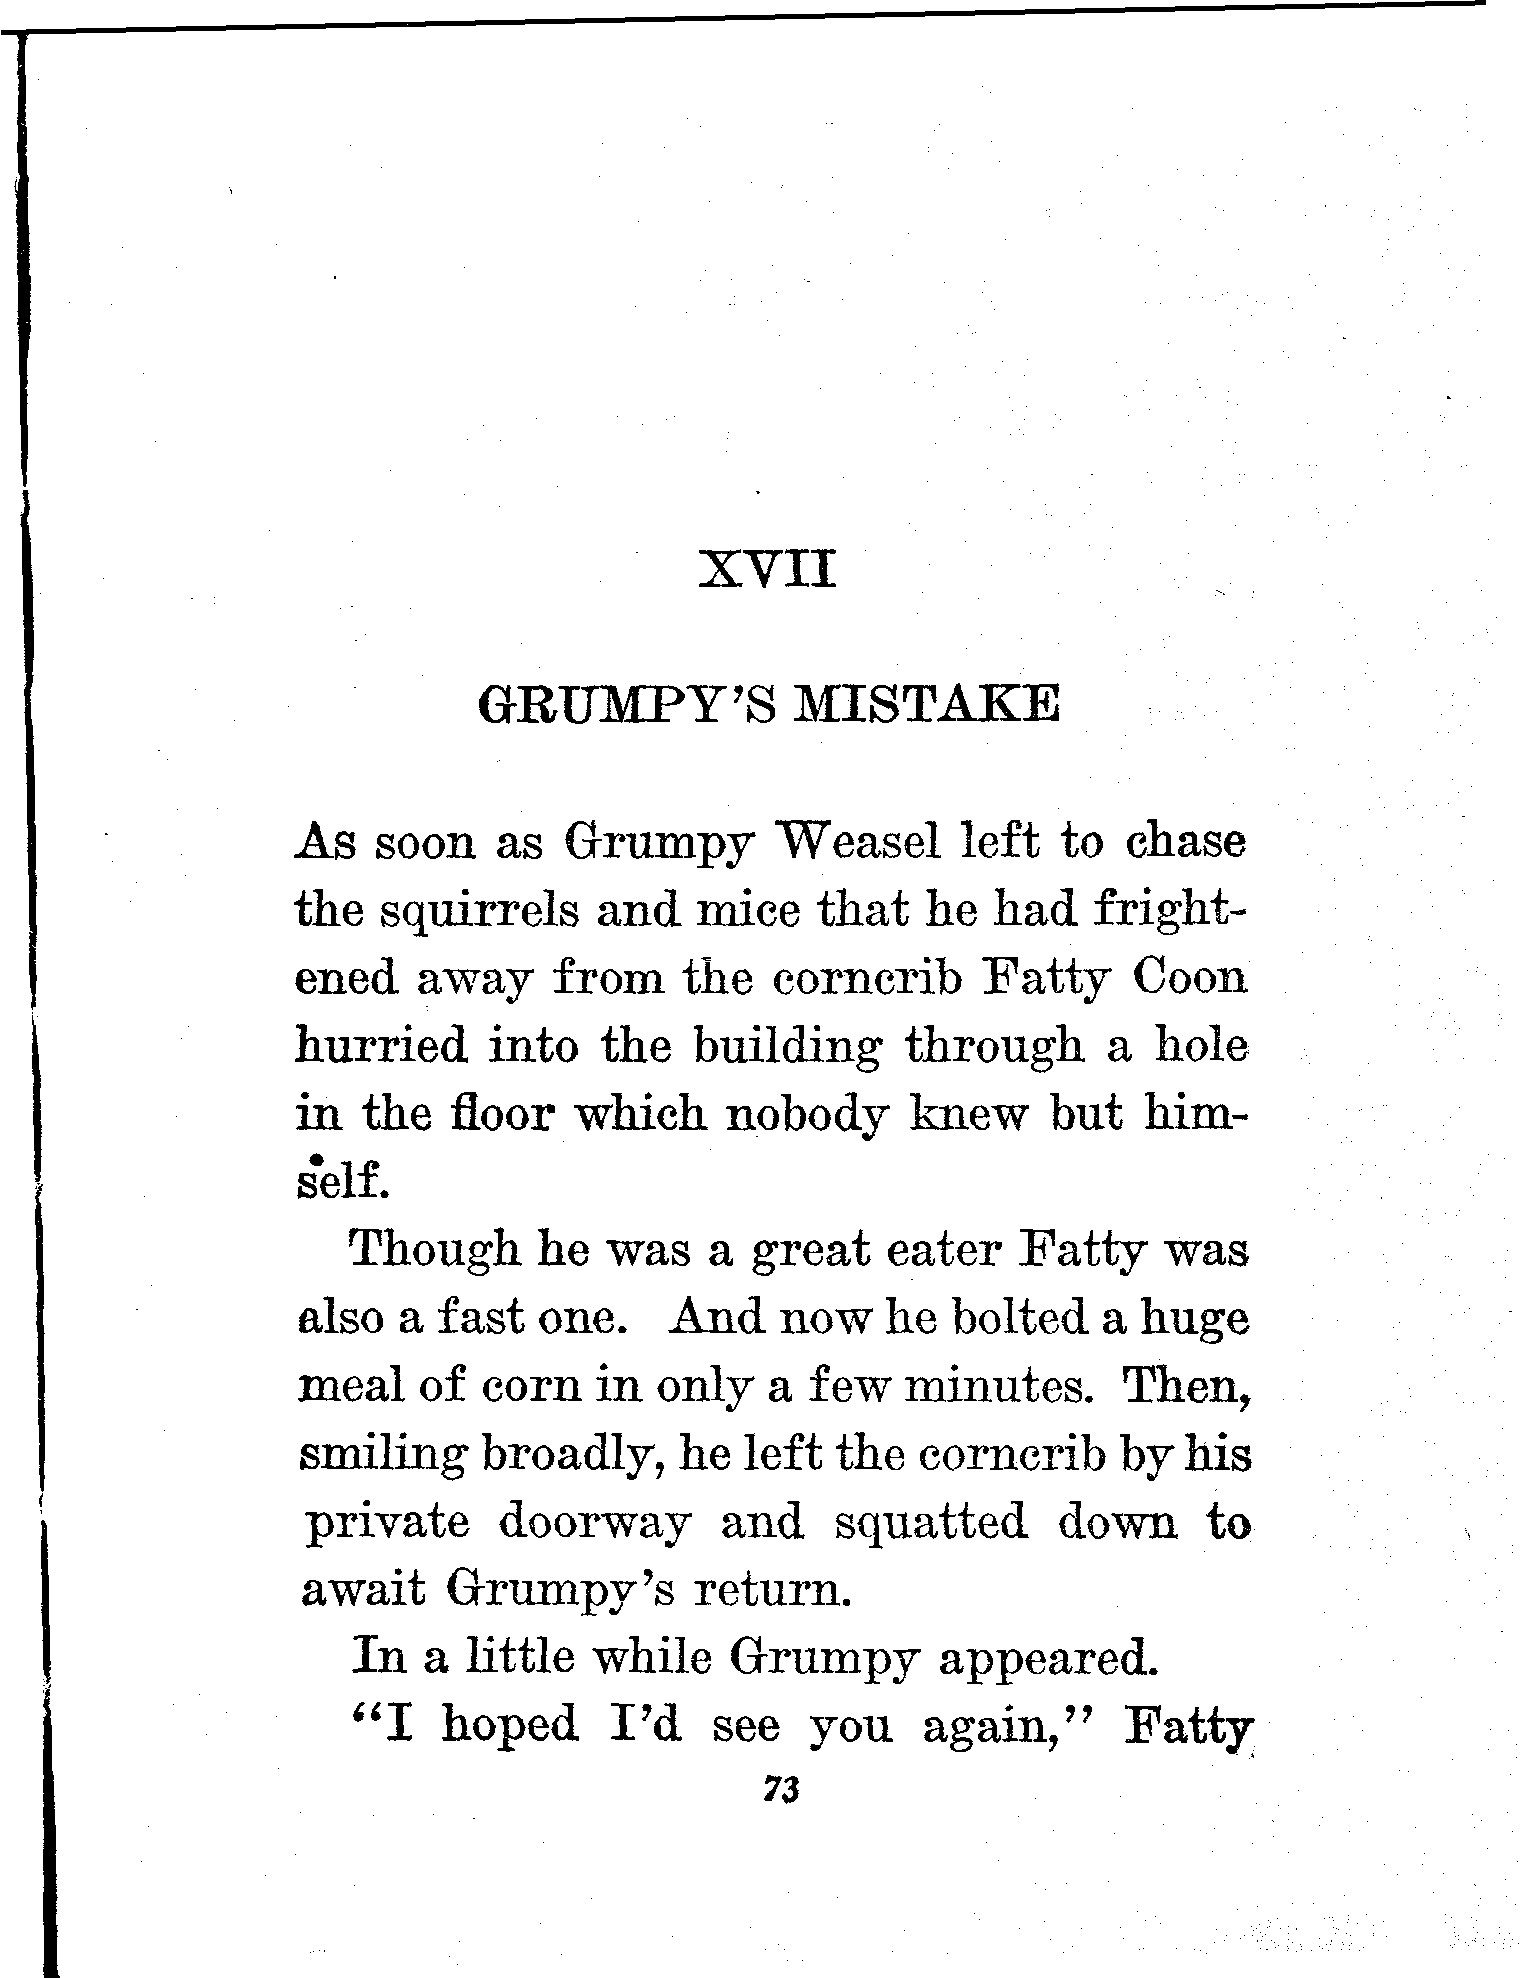 XVII
GRUMPY'S MISTAKE
As soon as Grumpy Weasel left to chase
the squirrels and mice that he had fright-
ened away from the corncrib Fatty Coon
hurried into the building through a hole
in the floor which nobody knew but him-
self.
Though he was a great eater Fatty was
also a fast one. And now he bolted a huge
meal of corn in only a few minutes. Then,
smiling broadly, he left the corncrib by his
private doorway and squatted down to
await Grumpy's return.
In a little while Grumpy appeared.
"I hoped I'd see you again," Fatty
73